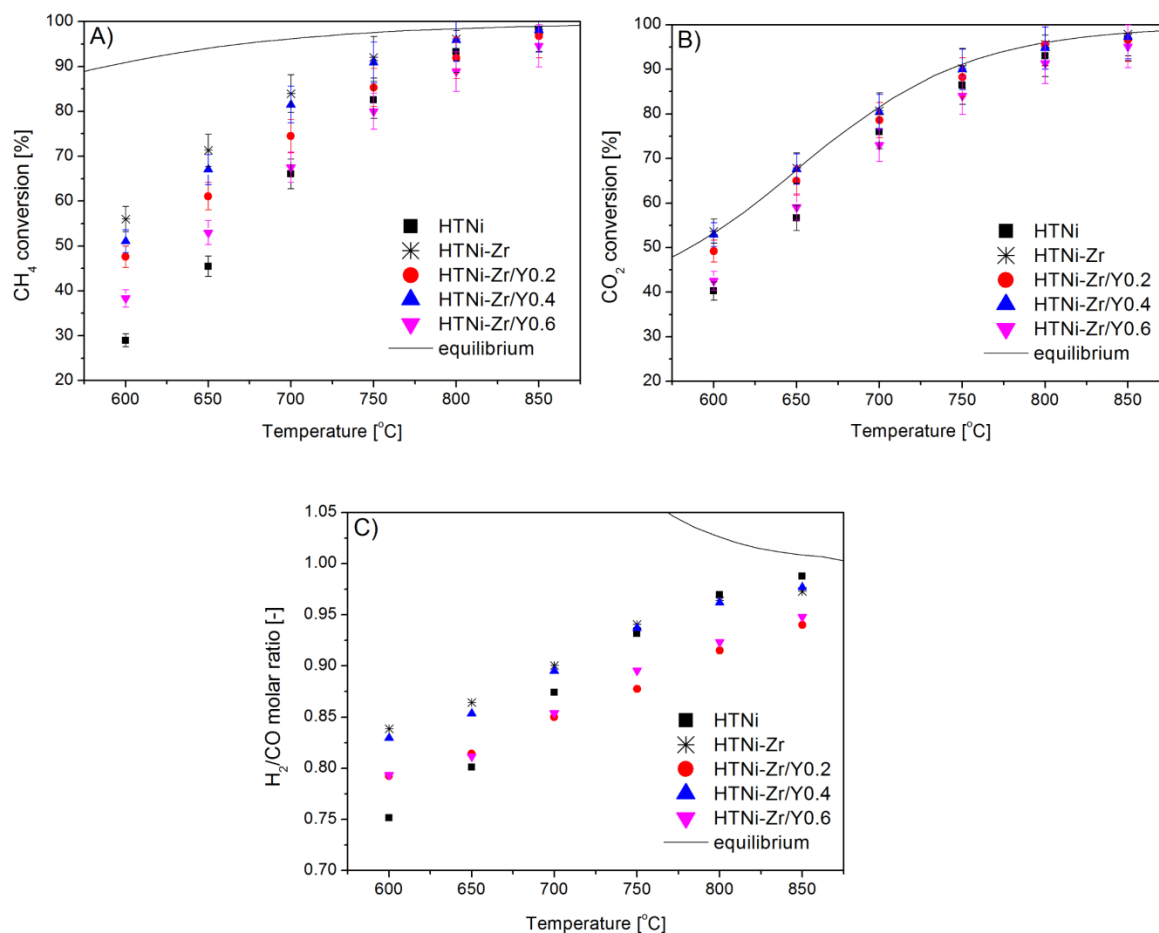 A)
CH4 conversion [%]
100
90
80
70
60
50
40
30
20
HTNi
HTNi-Zr
HTNi-Zr/Y0.2
HTNi-Zr/Y0.4
HTNi-Zr/Y0.6
equilibrium
600 650 700 750 800 850
Temperature [°C]
B)
CO2 conversion [%]
100
90
80
70
60
50
40
30
20
HTNi
HTNi-Zr
HTNi-Zr/Y0.2
HTNi-Zr/Y0.4
HTNi-Zr/Y0.6
equilibrium
600 650 700 750 800 850
Temperature [°C]
C)
H2/CO molar ratio [-]
1.05
1.00
0.95
0.90
0.85
0.80
0.75
0.70
HTNi
HTNi-Zr
HTNi-Zr/Y0.2
HTNi-Zr/Y0.4
HTNi-Zr/Y0.6
equilibrium
600 650 700 750 800 850
Temperature [°C]